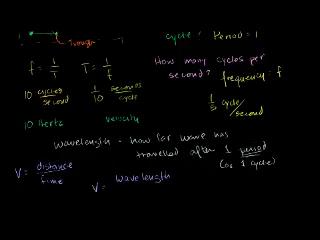 1
Trough
cycle:
Period = 1
f = 1/1 T = 1/f
How many cycles per
second? frequency = f
10 cycles/second 1/10 seconds/cycle
1/5 cycle/second
10 Hertz velocity
wavelength - how far wave has
travelled after 1 period
(or 1 cycle)
V = distance/time V = wavelength